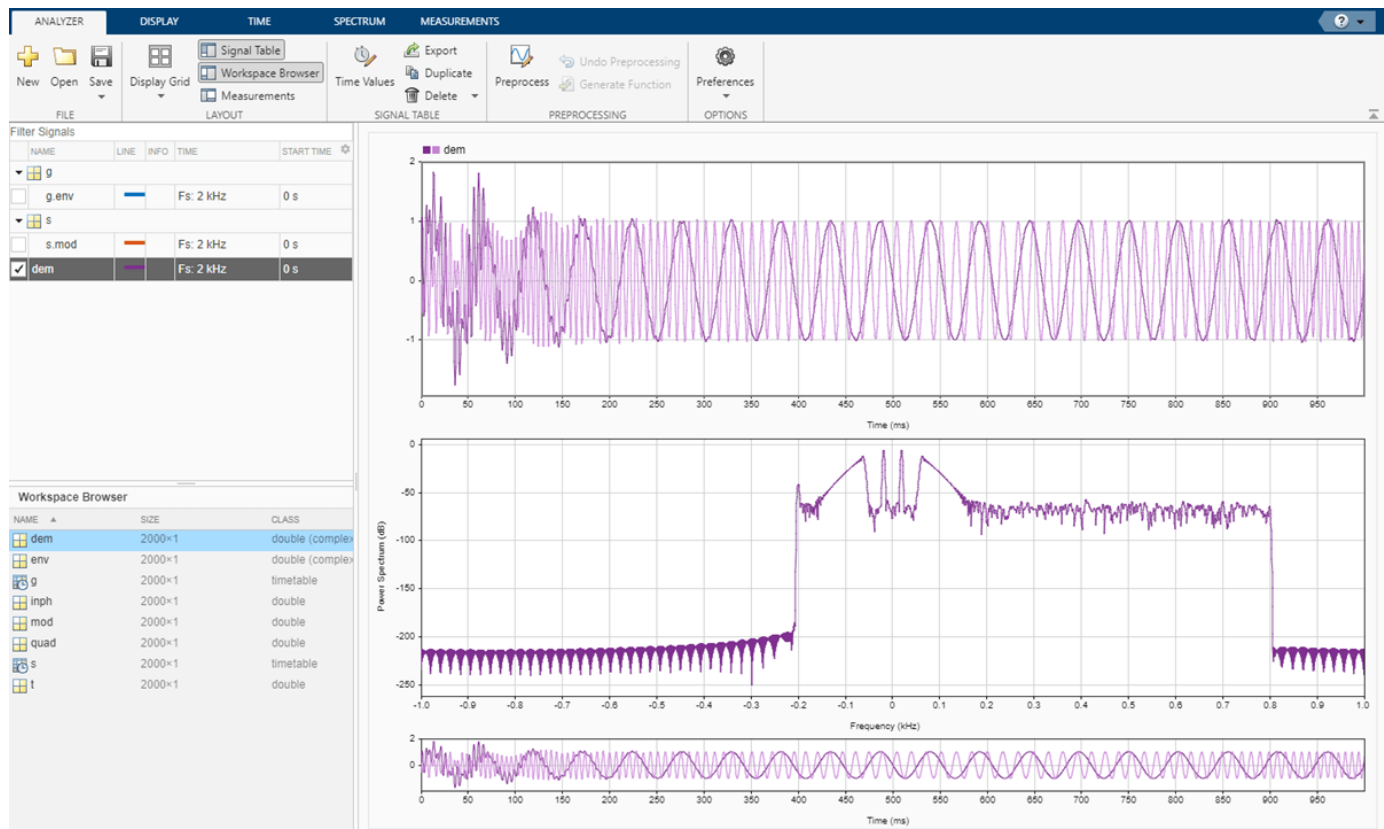 ANALYZER DISPLAY TIME SPECTRUM MEASUREMENTS ?
New Open Save Display Grid Signal Table Workspace Browser Measurements Time Values Export Duplicate Delete Preprocess Undo Preprocessing Generate Function Preferences
FILE LAYOUT SIGNAL TABLE PREPROCESSING OPTIONS
Filter Signals
NAME LINE INFO TIME START TIME
g
g.env Fs: 2 kHz 0 s
s
s.mod Fs: 2 kHz 0 s
dem Fs: 2 kHz 0 s
Workspace Browser
NAME SIZE CLASS
dem 2000×1 double (complex
env 2000×1 double (complex
g 2000×1 timetable
inph 2000×1 double
mod 2000×1 double
quad 2000×1 double
s 2000×1 timetable
t 2000×1 double
dem
2
1
0
-1
0 50 100 150 200 250 300 350 400 450 500 550 600 650 700 750 800 850 900 950
Time (ms)
0
-50
-100
-150
-200
-250
Power Spectrum (dB)
-1.0 -0.9 -0.8 -0.7 -0.6 -0.5 -0.4 -0.3 -0.2 -0.1 0 0.1 0.2 0.3 0.4 0.5 0.6 0.7 0.8 0.9 1.0
Frequency (kHz)
2
0
0 50 100 150 200 250 300 350 400 450 500 550 600 650 700 750 800 850 900 950
Time (ms)